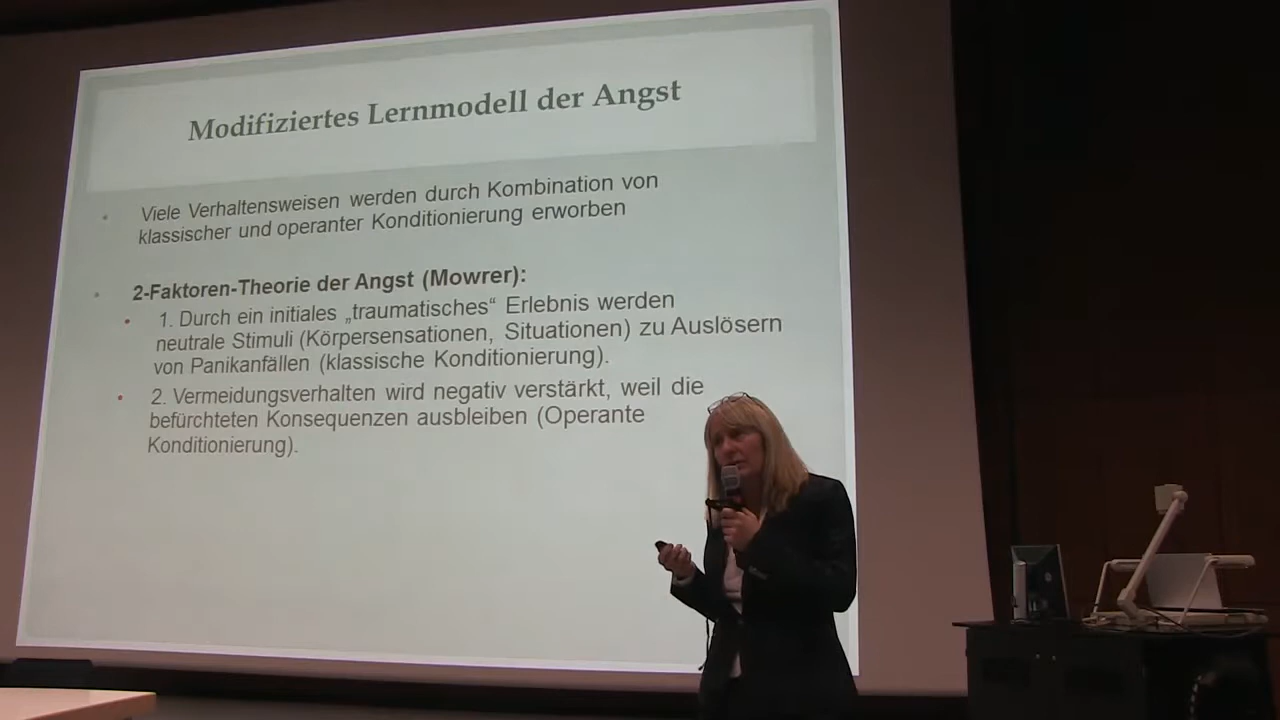 Modifiziertes Lernmodell der Angst
Viele Verhaltensweisen werden durch Kombination von
klassischer und operanter Konditionierung erworben
2-Faktoren-Theorie der Angst (Mowrer):
1. Durch ein initiales „traumatisches“ Erlebnis werden
neutrale Stimuli (Körpersensationen, Situationen) zu Auslösern
von Panikanfällen (klassische Konditionierung).
2. Vermeidungsverhalten wird negativ verstärkt, weil die
befürchteten Konsequenzen ausbleiben (Operante
Konditionierung).